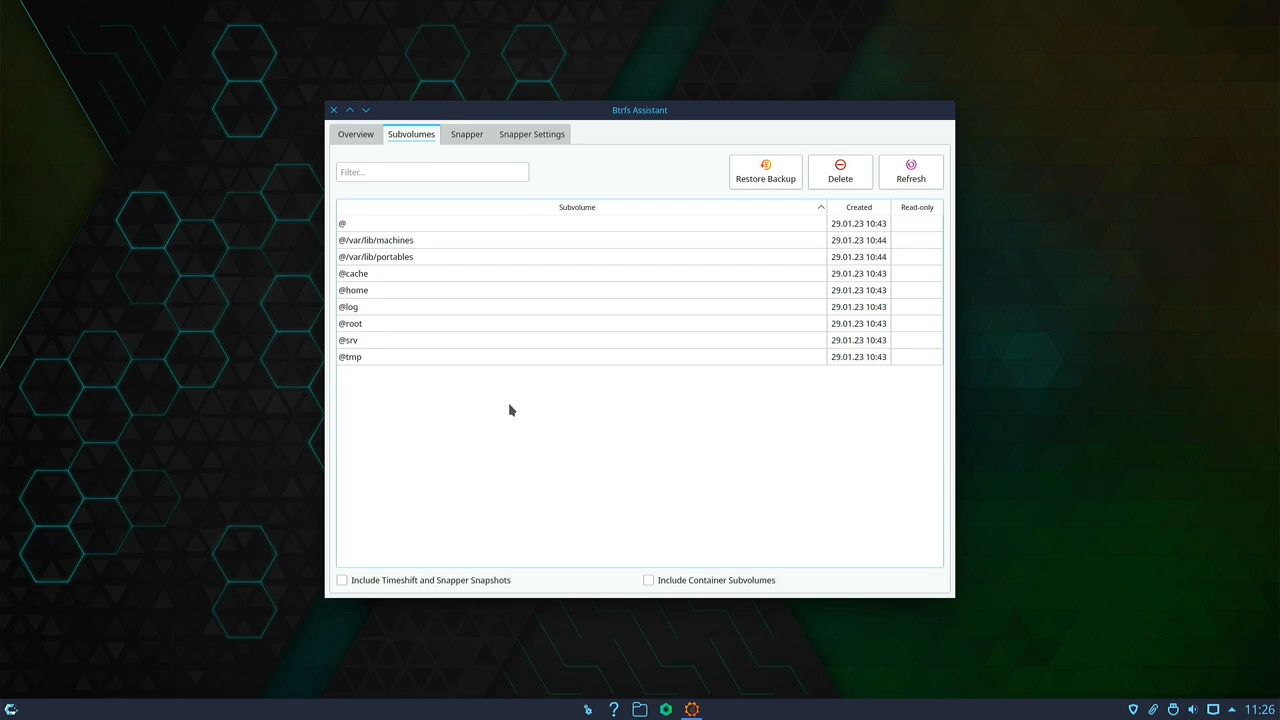 Btrfs Assistant
Overview Subvolumes Snapper Snapper Settings
Filter...
Restore Backup Delete Refresh
Subvolume Created Read-only
@ 29.01.23 10:43
@/var/lib/machines 29.01.23 10:44
@/var/lib/portables 29.01.23 10:44
@cache 29.01.23 10:43
@home 29.01.23 10:43
@log 29.01.23 10:43
@root 29.01.23 10:43
@srv 29.01.23 10:43
@tmp 29.01.23 10:43
Include Timeshift and Snapper Snapshots Include Container Subvolumes
11:26